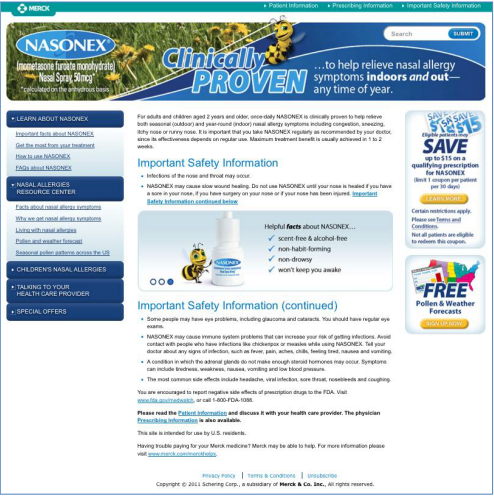 MERCK
Patient Information
Prescribing Information
Important Safety Information
NASONEX®
(mometasone furoate monohydrate)
Nasal Spray, 50mcg*
*calculated on the anhydrous basis
Clinically
PROVEN
Search
SUBMIT
...to help relieve nasal allergy
symptoms indoors and out—
any time of year.
LEARN ABOUT NASONEX
Important facts about NASONEX
Get the most from your treatment
How to use NASONEX
FAQs about NASONEX
NASAL ALLERGIES
RESOURCE CENTER
Facts about nasal allergy symptoms
Why we get nasal allergy symptoms
Living with nasal allergies
Pollen and weather forecast
Seasonal pollen patterns across the US
CHILDREN'S NASAL ALLERGIES
TALKING TO YOUR
HEALTH CARE PROVIDER
SPECIAL OFFERS
For adults and children aged 2 years and older, once-daily NASONEX is clinically proven to help relieve
both seasonal (outdoor) and year-round (indoor) nasal allergy symptoms including congestion, sneezing,
itchy nose or runny nose. It is important that you take NASONEX regularly as recommended by your doctor,
since its effectiveness depends on regular use. Maximum treatment benefit is usually achieved in 1 to 2
weeks.
Important Safety Information
• Infections of the nose and throat may occur.
• NASONEX may cause slow wound healing. Do not use NASONEX until your nose is healed if you have
a sore in your nose, if you have surgery on your nose or if your nose has been injured. Important
Safety Information continued below
NASONEX
Helpful facts about NASONEX...
scent-free & alcohol-free
non-habit-forming
non-drowsy
won't keep you awake
Important Safety Information (continued)
• Some people may have eye problems, including glaucoma and cataracts. You should have regular eye
exams.
• NASONEX may cause immune system problems that can increase your risk of getting infections. Avoid
contact with people who have infections like chickenpox or measles while using NASONEX. Tell your
doctor about any signs of infection, such as fever, pain, aches, chills, feeling tired, nausea and vomiting.
• A condition in which the adrenal glands do not make enough steroid hormones may occur. Symptoms
can include tiredness, weakness, nausea, vomiting and low blood pressure.
• The most common side effects include headache, viral infection, sore throat, nosebleeds and coughing.
You are encouraged to report negative side effects of prescription drugs to the FDA. Visit
www.fda.gov/medwatch, or call 1-800-FDA-1088.
Please read the Patient Information and discuss it with your health care provider. The physician
Prescribing Information is also available.
This site is intended for use by U.S. residents.
Having trouble paying for your Merck medicine? Merck may be able to help. For more information please
visit www.merck.com/merckhelps.
Eligible patients may
SAVE
up to $15 on a
qualifying prescription
for NASONEX
(limit 1 coupon per patient
per 30 days)
LEARN MORE
Certain restrictions apply.
Please see Terms and
Conditions.
Not all patients are eligible
to redeem this coupon.
FREE
Pollen & Weather
Forecasts
SIGN UP NOW
Privacy Policy | Terms & Conditions | Unsubscribe
Copyright © 2011 Schering Corp., a subsidiary of Merck & Co. Inc., All rights reserved.